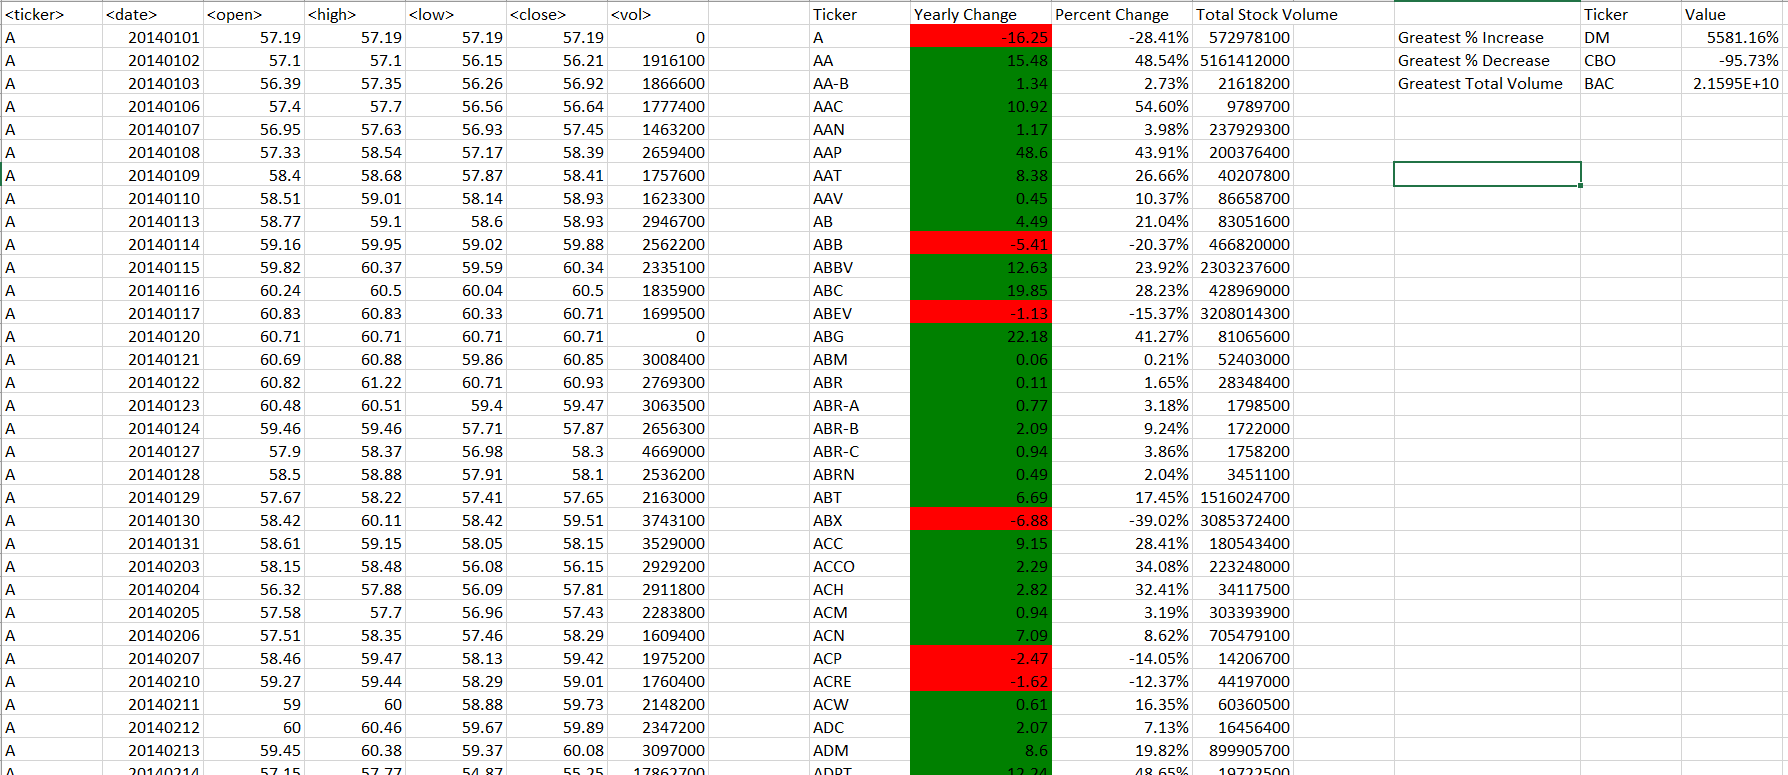 <ticker> <date> <open> <high> <low> <close> <vol> Ticker Yearly Change Percent Change Total Stock Volume Ticker Value
A 20140101 57.19 57.19 57.19 57.19 0 A -16.25 -28.41% 572978100 Greatest % Increase DM 5581.16%
A 20140102 57.1 57.1 56.15 56.21 1916100 AA 15.48 48.54% 5161412000 Greatest % Decrease CBO -95.73%
A 20140103 56.39 57.35 56.26 56.92 1866600 AA-B 1.34 2.73% 21618200 Greatest Total Volume BAC 2.1595E+10
A 20140106 57.4 57.7 56.56 56.64 1777400 AAC 10.92 54.60% 9789700
A 20140107 56.95 57.63 56.93 57.45 1463200 AAN 1.17 3.98% 237929300
A 20140108 57.33 58.54 57.17 58.39 2659400 AAP 48.6 43.91% 200376400
A 20140109 58.4 58.68 57.87 58.41 1757600 AAT 8.38 26.66% 40207800
A 20140110 58.51 59.01 58.14 58.93 1623300 AAV 0.45 10.37% 86658700
A 20140113 58.77 59.1 58.6 58.93 2946700 AB 4.49 21.04% 83051600
A 20140114 59.16 59.95 59.02 59.88 2562200 ABB -5.41 -20.37% 466820000
A 20140115 59.82 60.37 59.59 60.34 2335100 ABBV 12.63 23.92% 2303237600
A 20140116 60.24 60.5 60.04 60.5 1835900 ABC 19.85 28.23% 428969000
A 20140117 60.83 60.83 60.33 60.71 1699500 ABEV -1.13 -15.37% 3208014300
A 20140120 60.71 60.71 60.71 60.71 0 ABG 22.18 41.27% 81065600
A 20140121 60.69 60.88 59.86 60.85 3008400 ABM 0.06 0.21% 52403000
A 20140122 60.82 61.22 60.71 60.93 2769300 ABR 0.11 1.65% 28348400
A 20140123 60.48 60.51 59.4 59.47 3063500 ABR-A 0.77 3.18% 1798500
A 20140124 59.46 59.46 57.71 57.87 2656300 ABR-B 2.09 9.24% 1722000
A 20140127 57.9 58.37 56.98 58.3 4669000 ABR-C 0.94 3.86% 1758200
A 20140128 58.5 58.88 57.91 58.1 2536200 ABRN 0.49 2.04% 3451100
A 20140129 57.67 58.22 57.41 57.65 2163000 ABT 6.69 17.45% 1516024700
A 20140130 58.42 60.11 58.42 59.51 3743100 ABX -6.88 -39.02% 3085372400
A 20140131 58.61 59.15 58.05 58.15 3529000 ACC 9.15 28.41% 180543400
A 20140203 58.15 58.48 56.08 56.15 2929200 ACCO 2.29 34.08% 223248000
A 20140204 56.32 57.88 56.09 57.81 2911800 ACH 2.82 32.41% 34117500
A 20140205 57.58 57.7 56.96 57.43 2283800 ACM 0.94 3.19% 303393900
A 20140206 57.51 58.35 57.46 58.29 1609400 ACN 7.09 8.62% 705479100
A 20140207 58.46 59.47 58.13 59.42 1975200 ACP -2.47 -14.05% 14206700
A 20140210 59.27 59.44 58.29 59.01 1760400 ACRE -1.62 -12.37% 44197000
A 20140211 59 60 58.88 59.73 2148200 ACW 0.61 16.35% 60360500
A 20140212 60 60.46 59.67 59.89 2347200 ADC 2.07 7.13% 16456400
A 20140213 59.45 60.38 59.37 60.08 3097000 ADM 8.6 19.82% 899905700
A 20140214 57.15 57.77 54.87 55.25 17862700 ADPT 12.24 48.65% 19722500